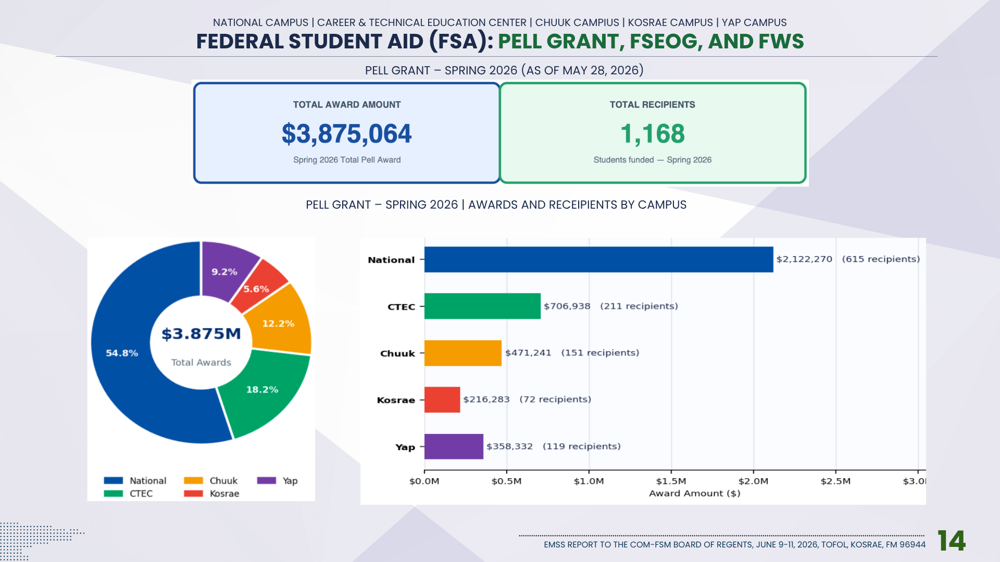 NATIONAL CAMPUS | CAREER & TECHNICAL EDUCATION CENTER | CHUUK CAMPIUS | KOSRAE CAMPUS | YAP CAMPUS
FEDERAL STUDENT AID (FSA): PELL GRANT, FSEOG, AND FWS
PELL GRANT – SPRING 2026 (AS OF MAY 28, 2026)
TOTAL AWARD AMOUNT
$3,875,064
Spring 2026 Total Pell Award
TOTAL RECIPIENTS
1,168
Students funded — Spring 2026
PELL GRANT – SPRING 2026 | AWARDS AND RECEIPIENTS BY CAMPUS
9.2%
5.6%
12.2%
18.2%
54.8%
$3.875M
Total Awards
National
Chuuk
Yap
CTEC
Kosrae
National $2,122,270 (615 recipients)
CTEC $706,938 (211 recipients)
Chuuk $471,241 (151 recipients)
Kosrae $216,283 (72 recipients)
Yap $358,332 (119 recipients)
$0.0M $0.5M $1.0M $1.5M $2.0M $2.5M $3.0
Award Amount ($)
EMSS REPORT TO THE COM-FSM BOARD OF REGENTS, JUNE 9-11, 2026, TOFOL, KOSRAE, FM 96944
14